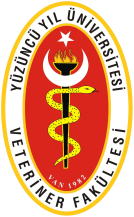 YÜZÜNCÜ YIL ÜNİVERSİTESİ
VETERİNER FAKÜLTESİ
VAN 1982